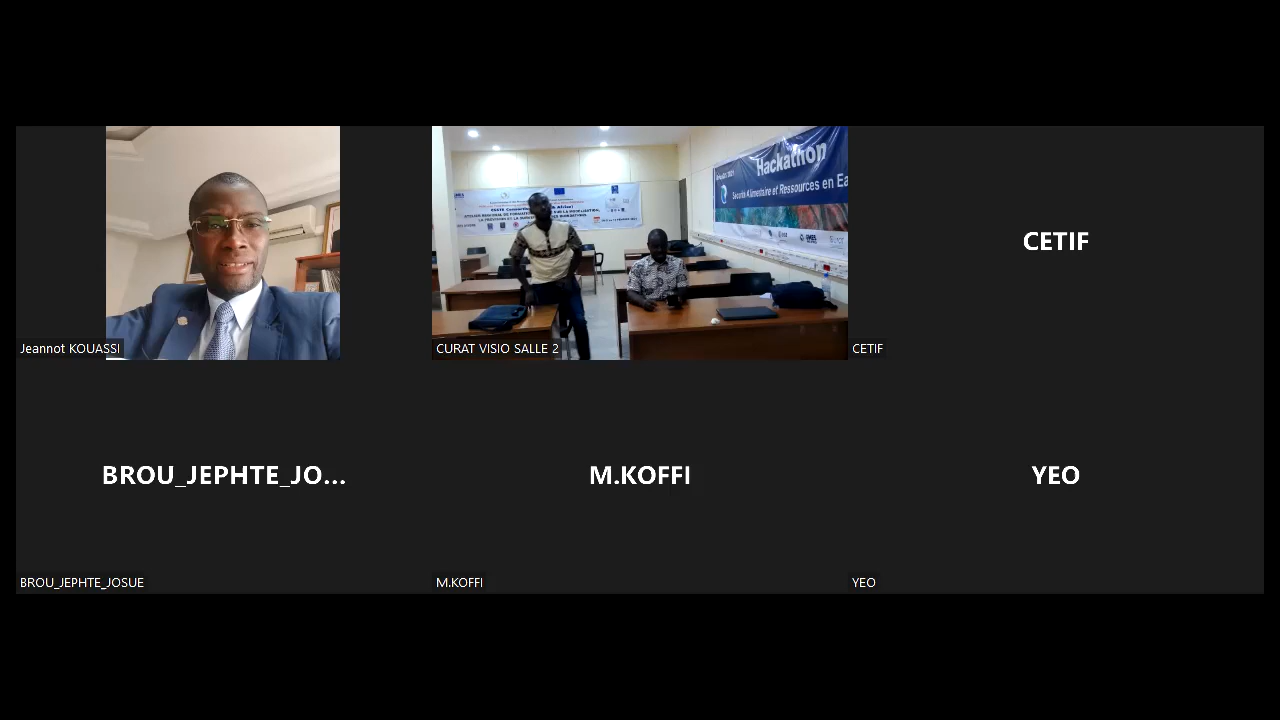 Hackathon
Sécurité Alimentaire et Ressources en Ea
CETIF
Jeannot KOUASSI
CURAT VISIO SALLE 2
CETIF
BROU_JEPHTE_JO...
M.KOFFI
YEO
BROU_JEPHTE_JOSUE
M.KOFFI
YEO